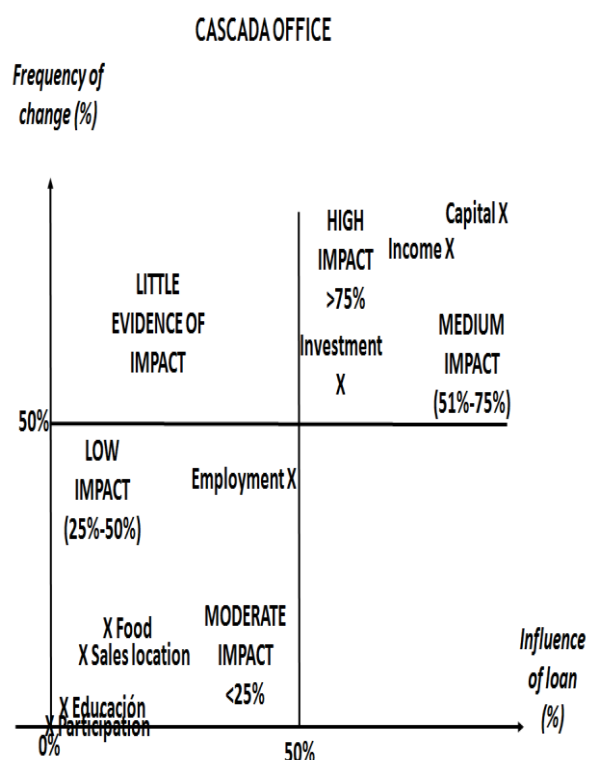 CASCADA OFFICE
Frequency of
change (%)
Capital X
HIGH
IMPACT
>75%
Income X
LITTLE
EVIDENCE OF
IMPACT
MEDIUM
IMPACT
(51%-75%)
Investment
X
50%
LOW
IMPACT
(25%-50%)
Employment X
MODERATE
IMPACT
<25%
X Food
X Sales location
Influence
of loan
(%)
X Educación
X Participation
0%
50%